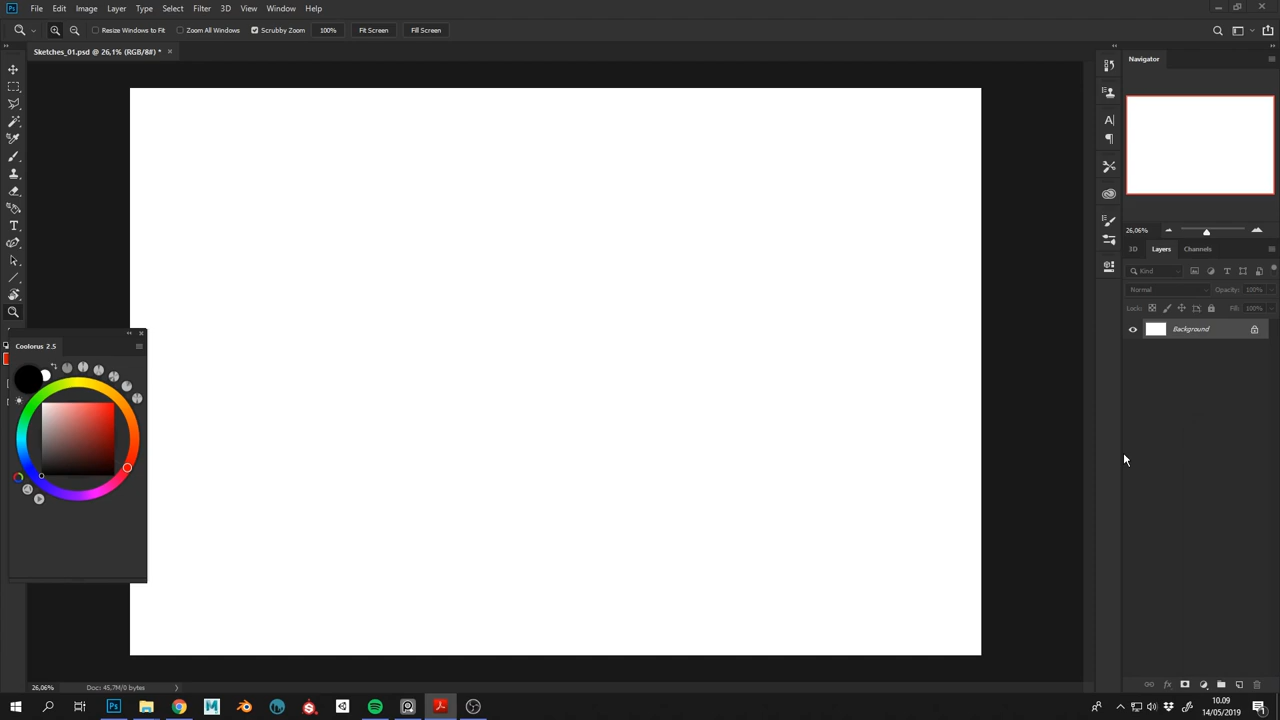 Ps File Edit Image Layer Type Select Filter 3D View Window Help
Resize Windows to Fit Zoom All Windows Scrubby Zoom 100% Fit Screen Fill Screen
Sketches_01.psd @ 26,1% (RGB/8#) * ×
Navigator
26,06%
3D Layers Channels
Kind
Normal Opacity: 100%
Lock: Fill: 100%
Background
Coolorus 2.5
26,06% Doc: 45,7M/0 bytes
10.09
14/05/2019